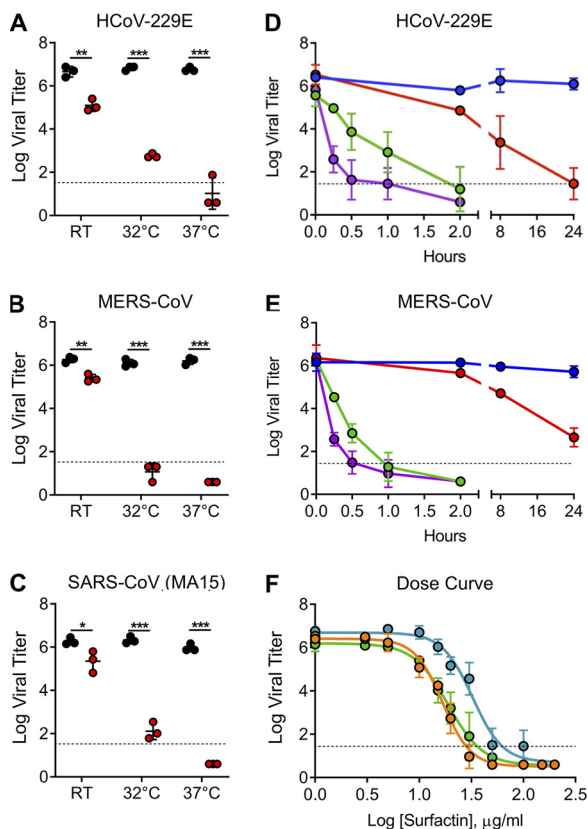 A
HCoV-229E
Log Viral Titer
8
6
4
2
0
**
***
***
RT
32°C
37°C
B
MERS-CoV
Log Viral Titer
8
6
4
2
0
**
***
***
RT
32°C
37°C
C
SARS-CoV (MA15)
Log Viral Titer
8
6
4
2
0
*
***
***
RT
32°C
37°C
D
HCoV-229E
Log Viral Titer
8
6
4
2
0
0.0 0.5 1.0 1.5 2.0 8 16 24
Hours
E
MERS-CoV
Log Viral Titer
8
6
4
2
0
0.0 0.5 1.0 1.5 2.0 8 16 24
Hours
F
Dose Curve
Log Viral Titer
8
6
4
2
0
0.0 0.5 1.0 1.5 2.0 2.5
Log [Surfactin], µg/ml